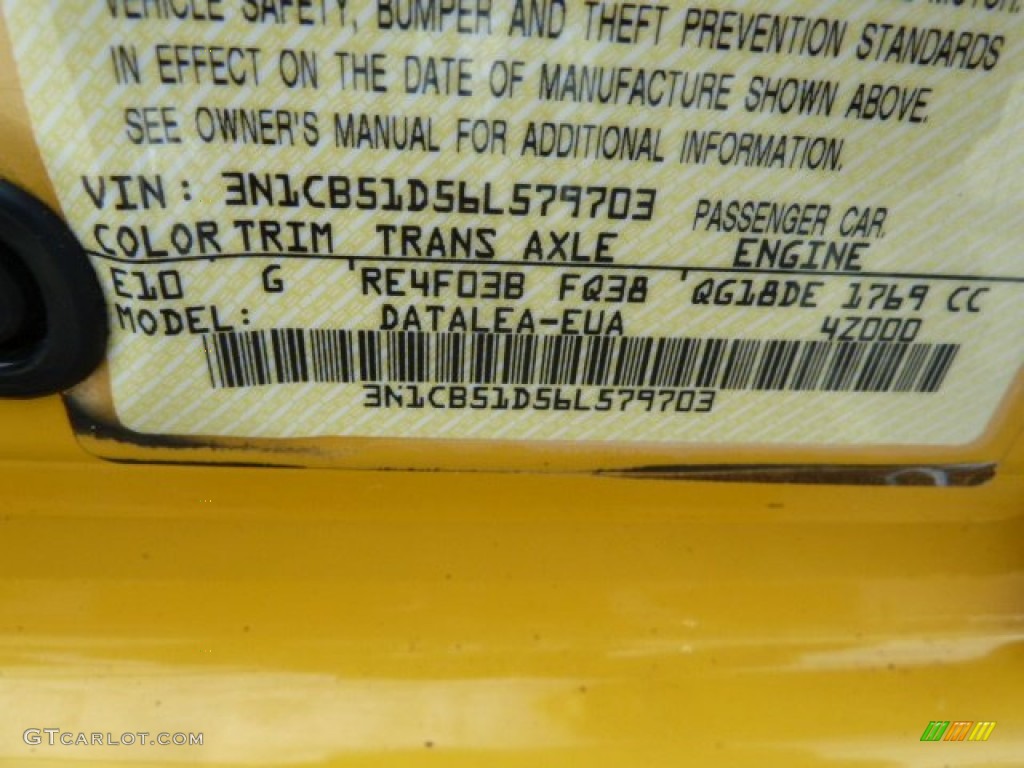 VEHICLE SAFETY, BUMPER AND THEFT PREVENTION STANDARDS
IN EFFECT ON THE DATE OF MANUFACTURE SHOWN ABOVE.
SEE OWNER'S MANUAL FOR ADDITIONAL INFORMATION.
VIN: 3N1CB51D56L579703 PASSENGER CAR.
COLOR TRIM TRANS AXLE ENGINE
E10 G RE4F03B FQ38 QG18DE 1769 CC
MODEL: DATALEA-EUA 4Z000
3N1CB51D56L579703
GTCARLOT.COM